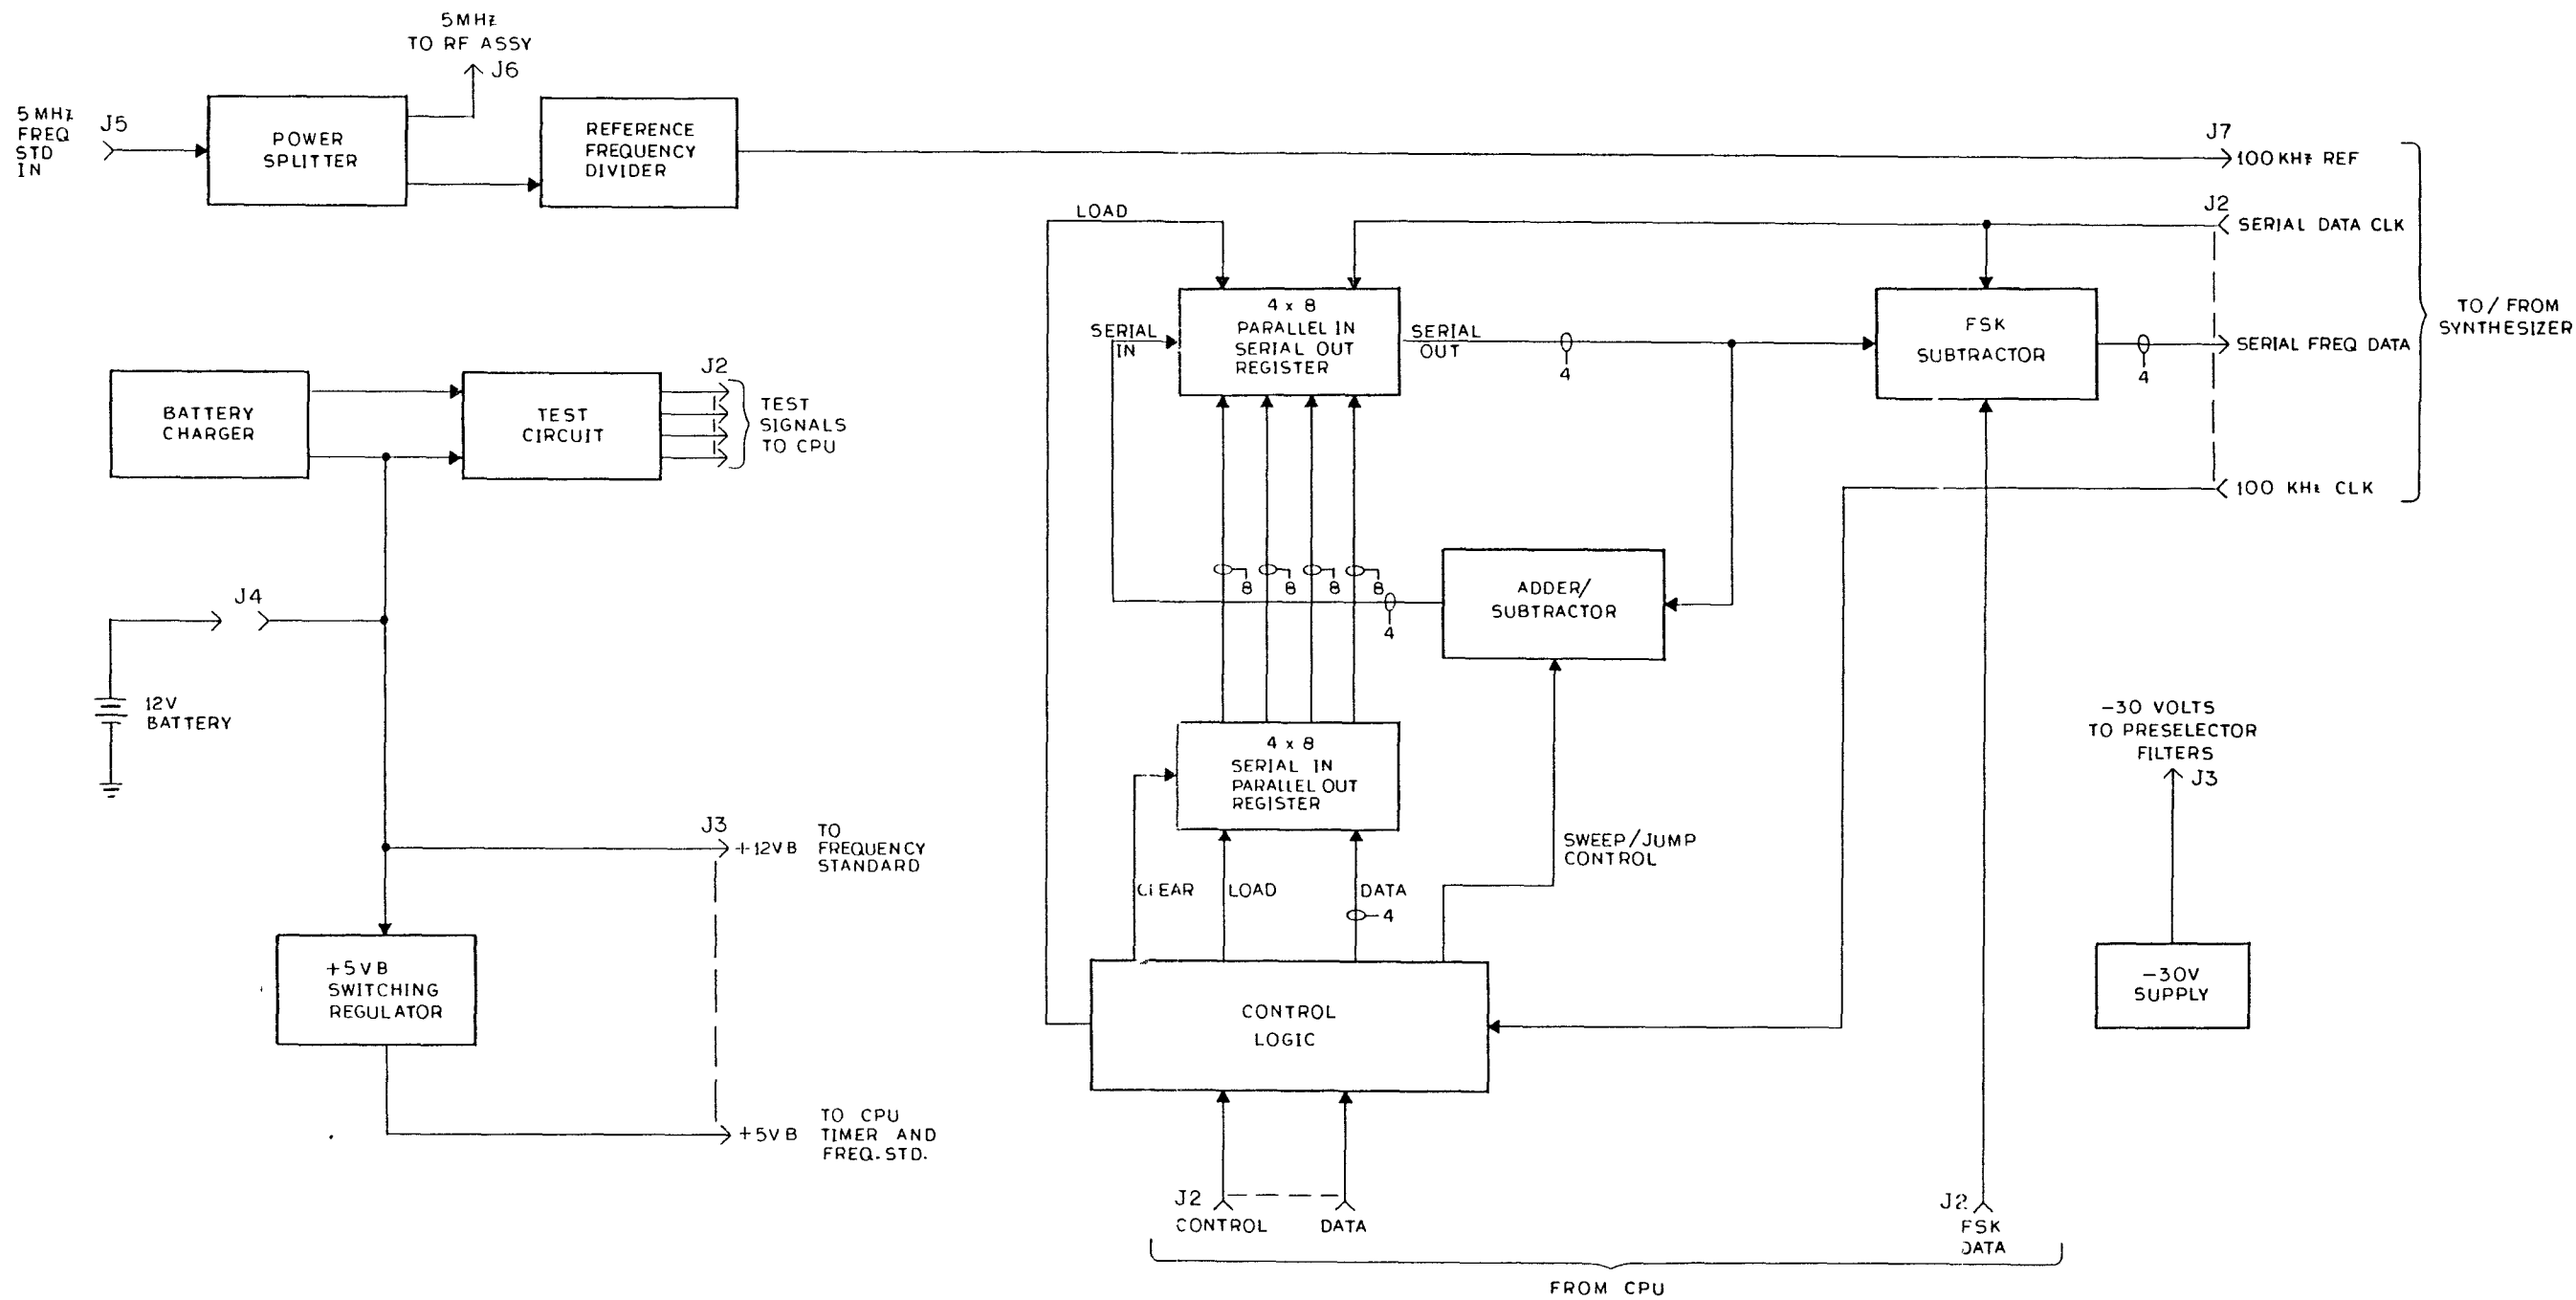 5MHz
TO RF ASSY
J6
5MHz
FREQ
STD
IN
J5
POWER
SPLITTER
REFERENCE
FREQUENCY
DIVIDER
J7
100KHz REF
LOAD
J2
SERIAL DATA CLK
4 x 8
PARALLEL IN
SERIAL OUT
REGISTER
SERIAL
IN
SERIAL
OUT
4
FSK
SUBTRACTOR
4
SERIAL FREQ DATA
TO/FROM
SYNTHESIZER
100 KHz CLK
BATTERY
CHARGER
TEST
CIRCUIT
J2
TEST
SIGNALS
TO CPU
8
8
8
8
4
ADDER/
SUBTRACTOR
J4
12V
BATTERY
4 x 8
SERIAL IN
PARALLEL OUT
REGISTER
-30 VOLTS
TO PRESELECTOR
FILTERS
J3
J3
+12VB
TO
FREQUENCY
STANDARD
SWEEP/JUMP
CONTROL
CLEAR
LOAD
DATA
4
+5VB
SWITCHING
REGULATOR
CONTROL
LOGIC
-30V
SUPPLY
+5VB
TO CPU
TIMER AND
FREQ. STD.
J2
CONTROL
DATA
J2
FSK
DATA
FROM CPU